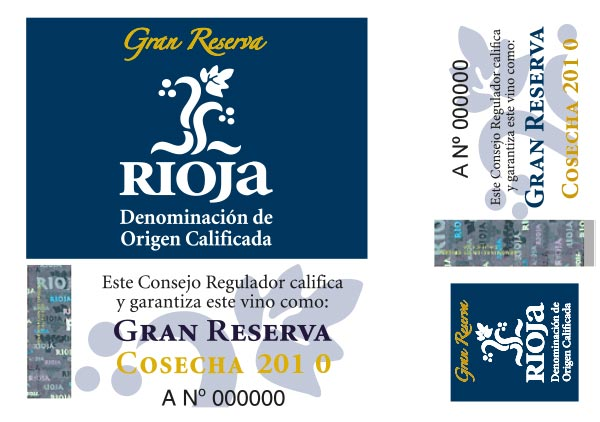 Gran Reserva
RIOJA
Denominación de
Origen Calificada
RIOJA
Este Consejo Regulador califica
y garantiza este vino como:
GRAN RESERVA
COSECHA 201 0
A Nº 000000
A Nº 000000
Este Consejo Regulador califica
y garantiza este vino como:
GRAN RESERVA
COSECHA 201 0
RIOJA
Gran Reserva
RIOJA
Denominación de
Origen Calificada